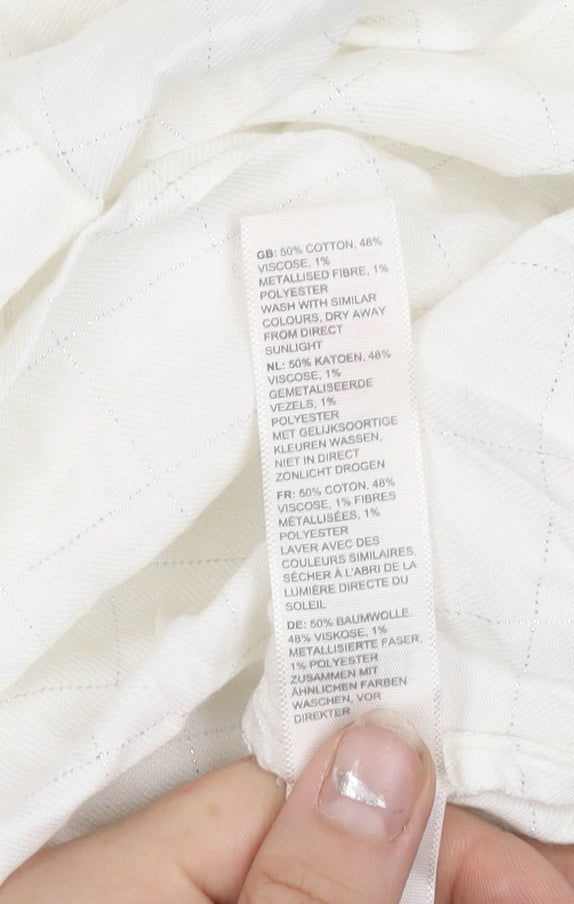 GB: 50% COTTON, 48%
VISCOSE, 1%
METALLISED FIBRE, 1%
POLYESTER
WASH WITH SIMILAR
COLOURS, DRY AWAY
FROM DIRECT
SUNLIGHT
NL: 50% KATOEN, 48%
VISCOSE, 1%
GEMETALISEERDE
VEZELS, 1%
POLYESTER
MET GELIJKSOORTIGE
KLEUREN WASSEN,
NIET IN DIRECT
ZONLICHT DROGEN
FR: 50% COTON, 48%
VISCOSE, 1% FIBRES
MÉTALLISÉES, 1%
POLYESTER
LAVER AVEC DES
COULEURS SIMILAIRES,
SÉCHER À L'ABRI DE LA
LUMIÈRE DIRECTE DU
SOLEIL
DE: 50% BAUMWOLLE,
48% VISKOSE, 1%
METALLISIERTE FASER,
1% POLYESTER
ZUSAMMEN MIT
ÄHNLICHEN FARBEN
WASCHEN, VOR
DIREKTER